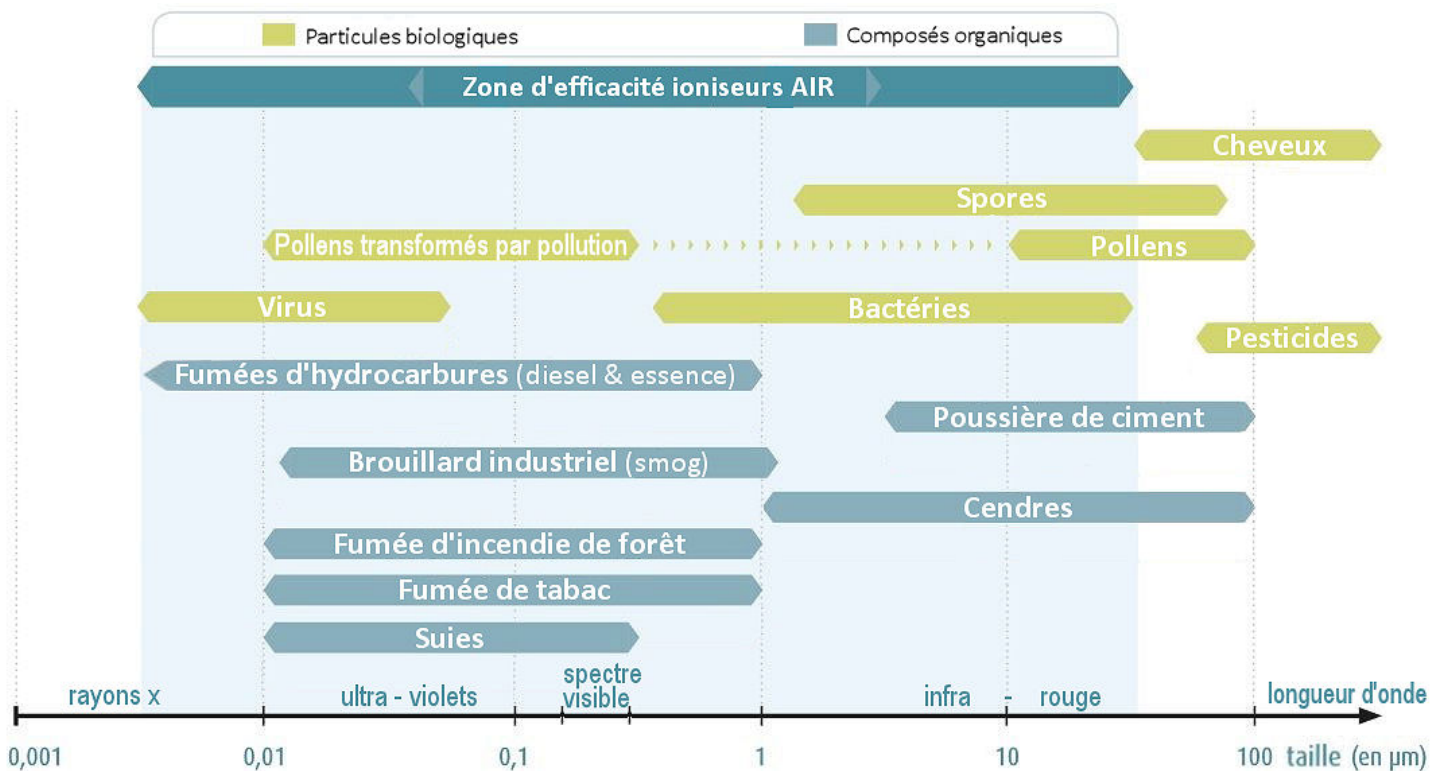 Particules biologiques
Composés organiques
Zone d'efficacité ioniseurs AIR
Cheveux
Spores
Pollens transformés par pollution
Pollens
Virus
Bactéries
Pesticides
Fumées d'hydrocarbures (diesel & essence)
Poussière de ciment
Brouillard industriel (smog)
Cendres
Fumée d'incendie de forêt
Fumée de tabac
Suies
rayons x
ultra - violets
spectre
visible
infra - rouge
longueur d'onde
0,001
0,01
0,1
1
10
100
taille (en µm)